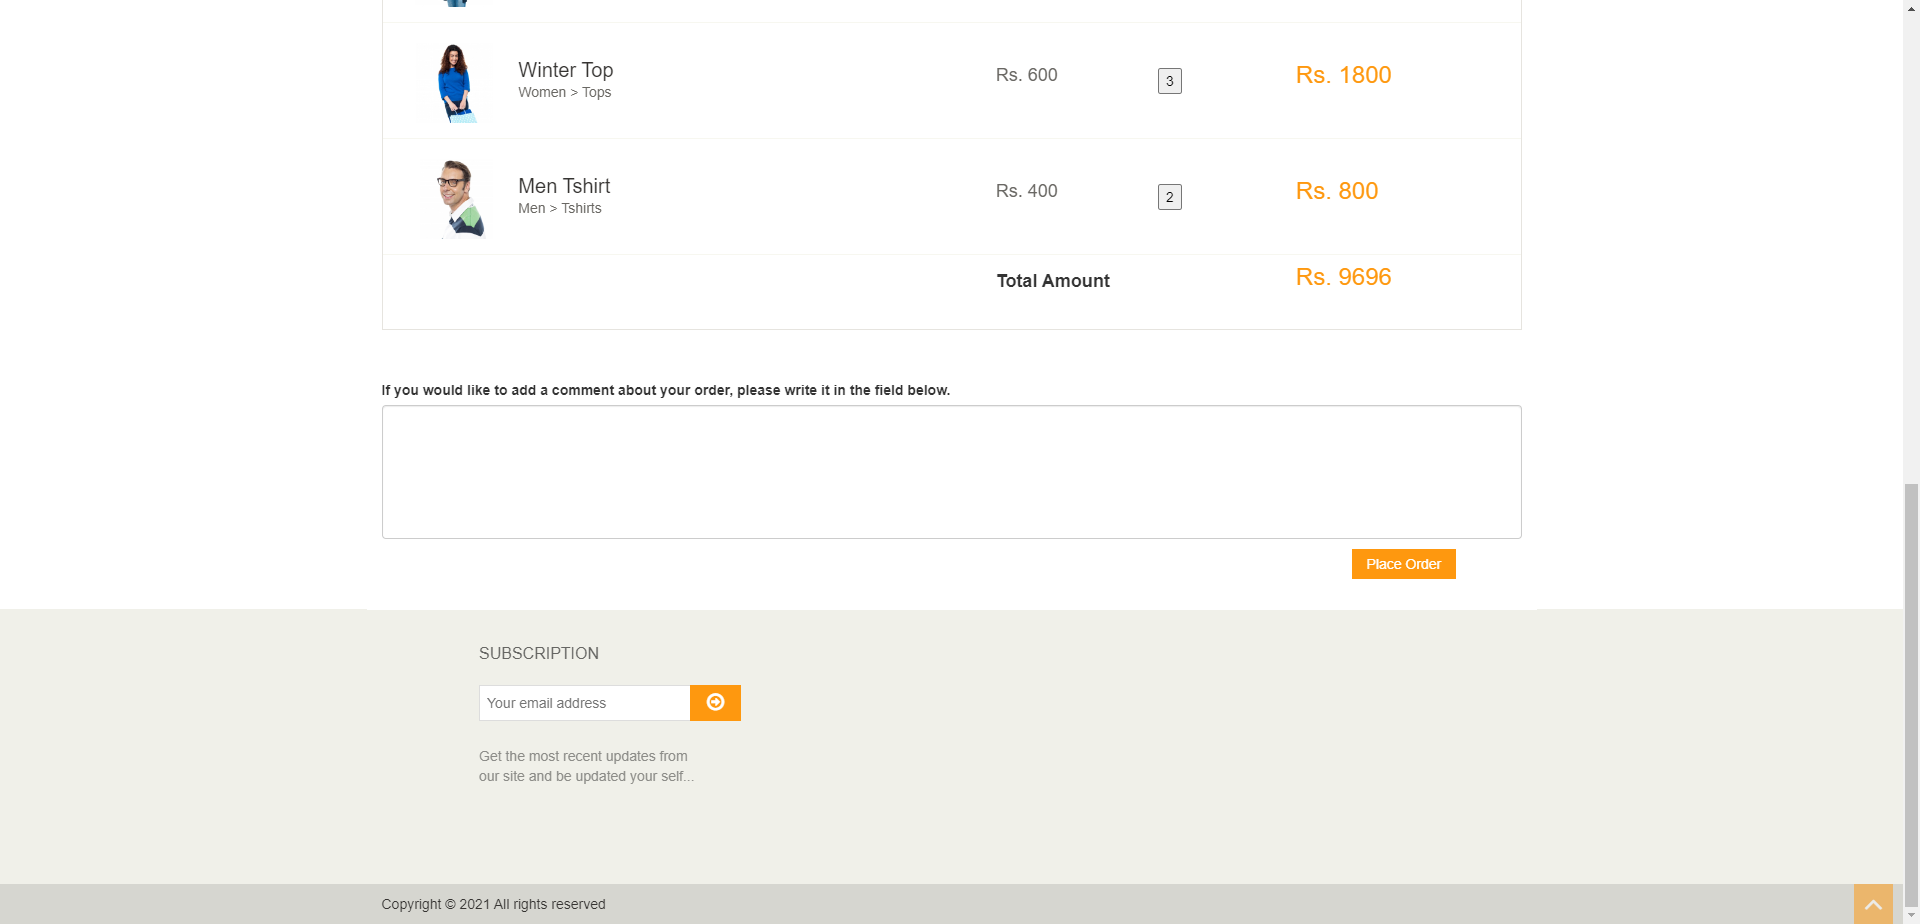 Winter Top
Women > Tops
Rs. 600
3
Rs. 1800
Men Tshirt
Men > Tshirts
Rs. 400
2
Rs. 800
Total Amount
Rs. 9696
If you would like to add a comment about your order, please write it in the field below.
Place Order
SUBSCRIPTION
Your email address
Get the most recent updates from
our site and be updated your self...
Copyright © 2021 All rights reserved